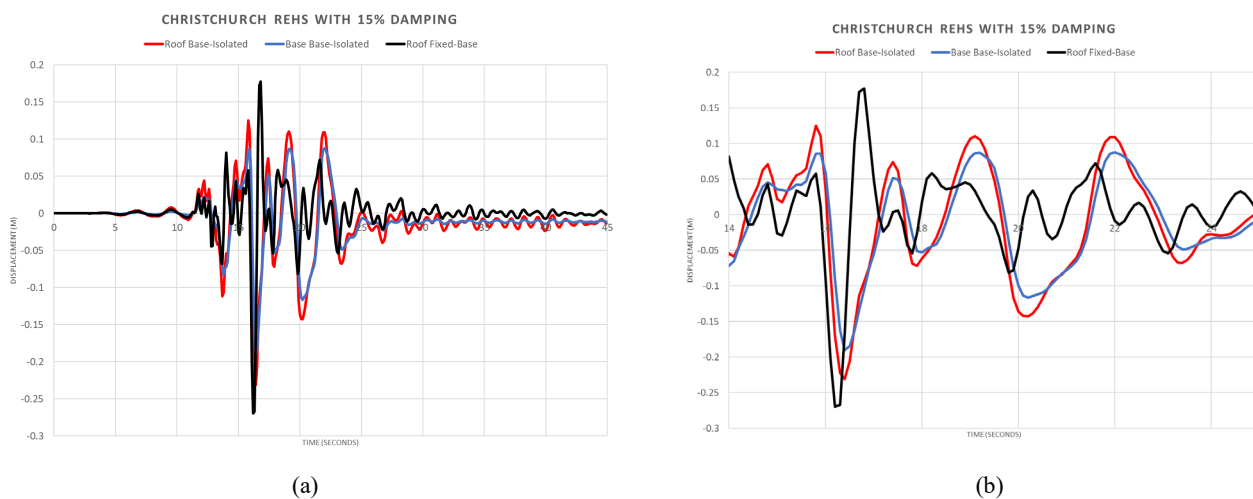 CHRISTCHURCH REHS WITH 15% DAMPING
Roof Base-Isolated Base Base-Isolated Roof Fixed-Base
0.2
0.15
0.1
0.05
0
-0.05
-0.1
-0.15
-0.2
-0.25
-0.3
0 5 10 15 20 25 30 35 40 45
DISPLACEMENT (M)
TIME (SECONDS)
(a)
CHRISTCHURCH REHS WITH 15% DAMPING
Roof Base-Isolated Base Base-Isolated Roof Fixed-Base
0.2
0.15
0.1
0.05
0
-0.05
-0.1
-0.15
-0.2
-0.25
-0.3
14 16 18 20 22 24
DISPLACEMENT (M)
TIME (SECONDS)
(b)